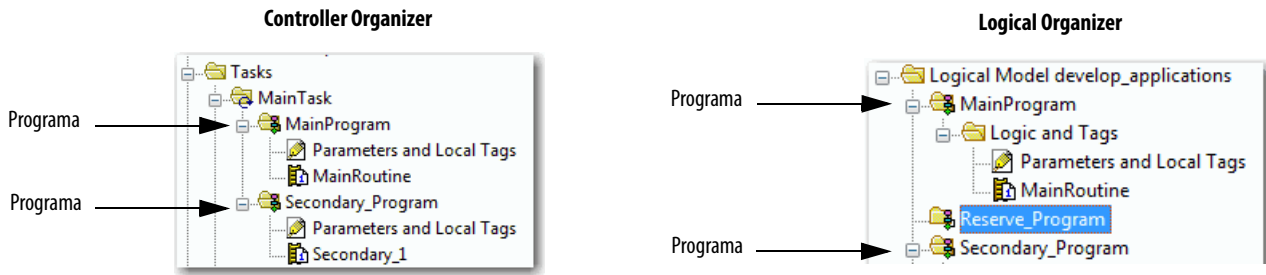 Controller Organizer
Tasks
MainTask
Programa
MainProgram
Parameters and Local Tags
MainRoutine
Programa
Secondary_Program
Parameters and Local Tags
Secondary_1
Logical Organizer
Logical Model develop_applications
Programa
MainProgram
Logic and Tags
Parameters and Local Tags
MainRoutine
Reserve_Program
Programa
Secondary_Program